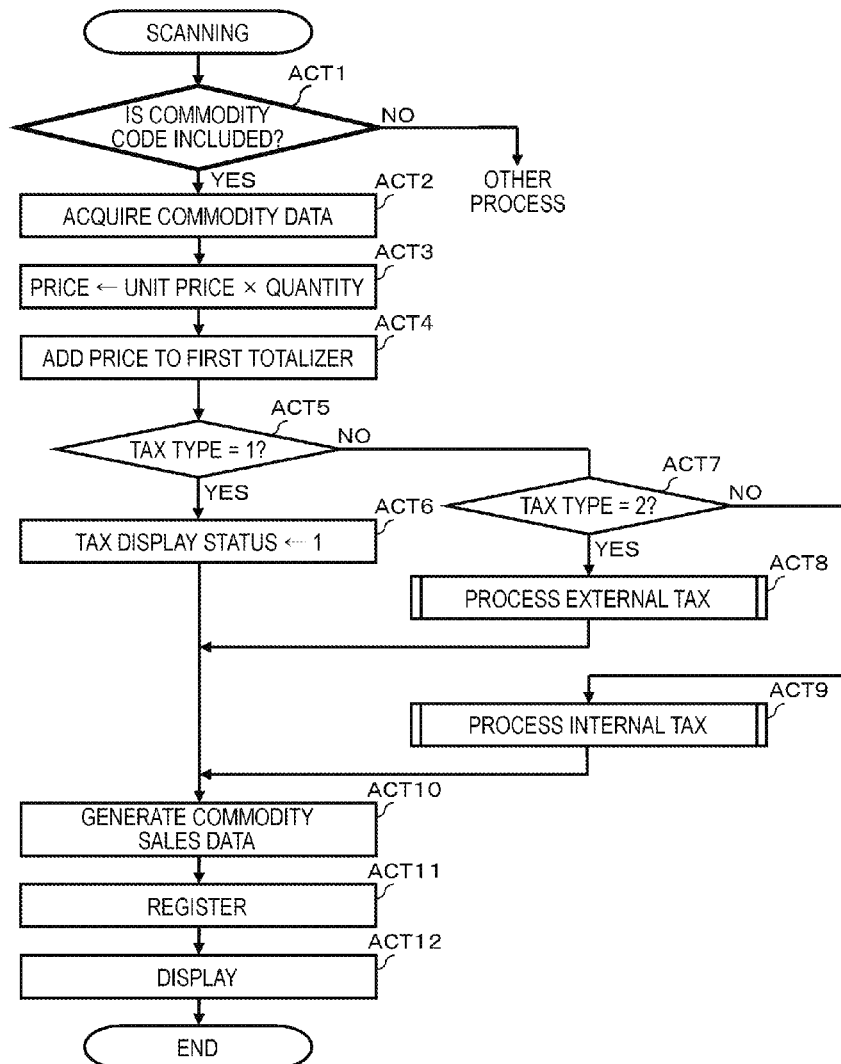 SCANNING
ACT1
IS COMMODITY
CODE INCLUDED?
NO
YES
OTHER
PROCESS
ACT2
ACQUIRE COMMODITY DATA
ACT3
PRICE ← UNIT PRICE × QUANTITY
ACT4
ADD PRICE TO FIRST TOTALIZER
ACT5
TAX TYPE = 1?
NO
YES
ACT7
TAX TYPE = 2?
NO
YES
ACT6
TAX DISPLAY STATUS ← 1
ACT8
PROCESS EXTERNAL TAX
ACT9
PROCESS INTERNAL TAX
ACT10
GENERATE COMMODITY
SALES DATA
ACT11
REGISTER
ACT12
DISPLAY
END